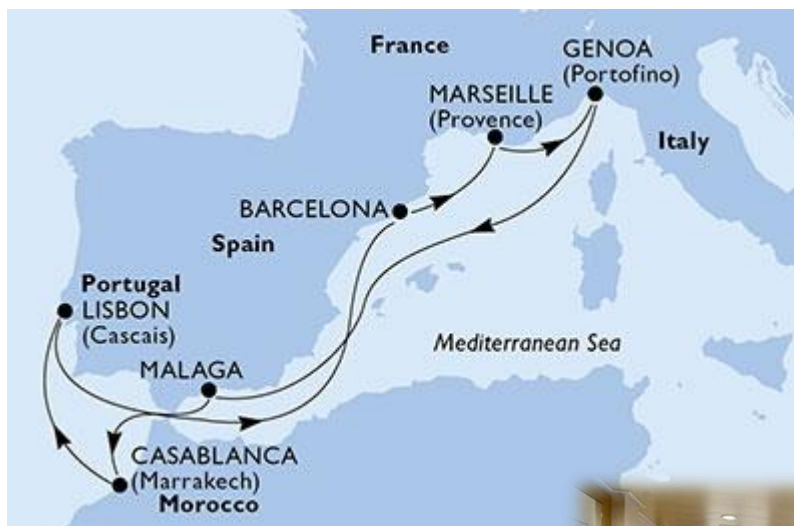 France
GENOA
(Portofino)
MARSEILLE
(Provence)
Italy
BARCELONA
Spain
Portugal
LISBON
(Cascais)
Mediterranean Sea
MALAGA
CASABLANCA
(Marrakech)
Morocco